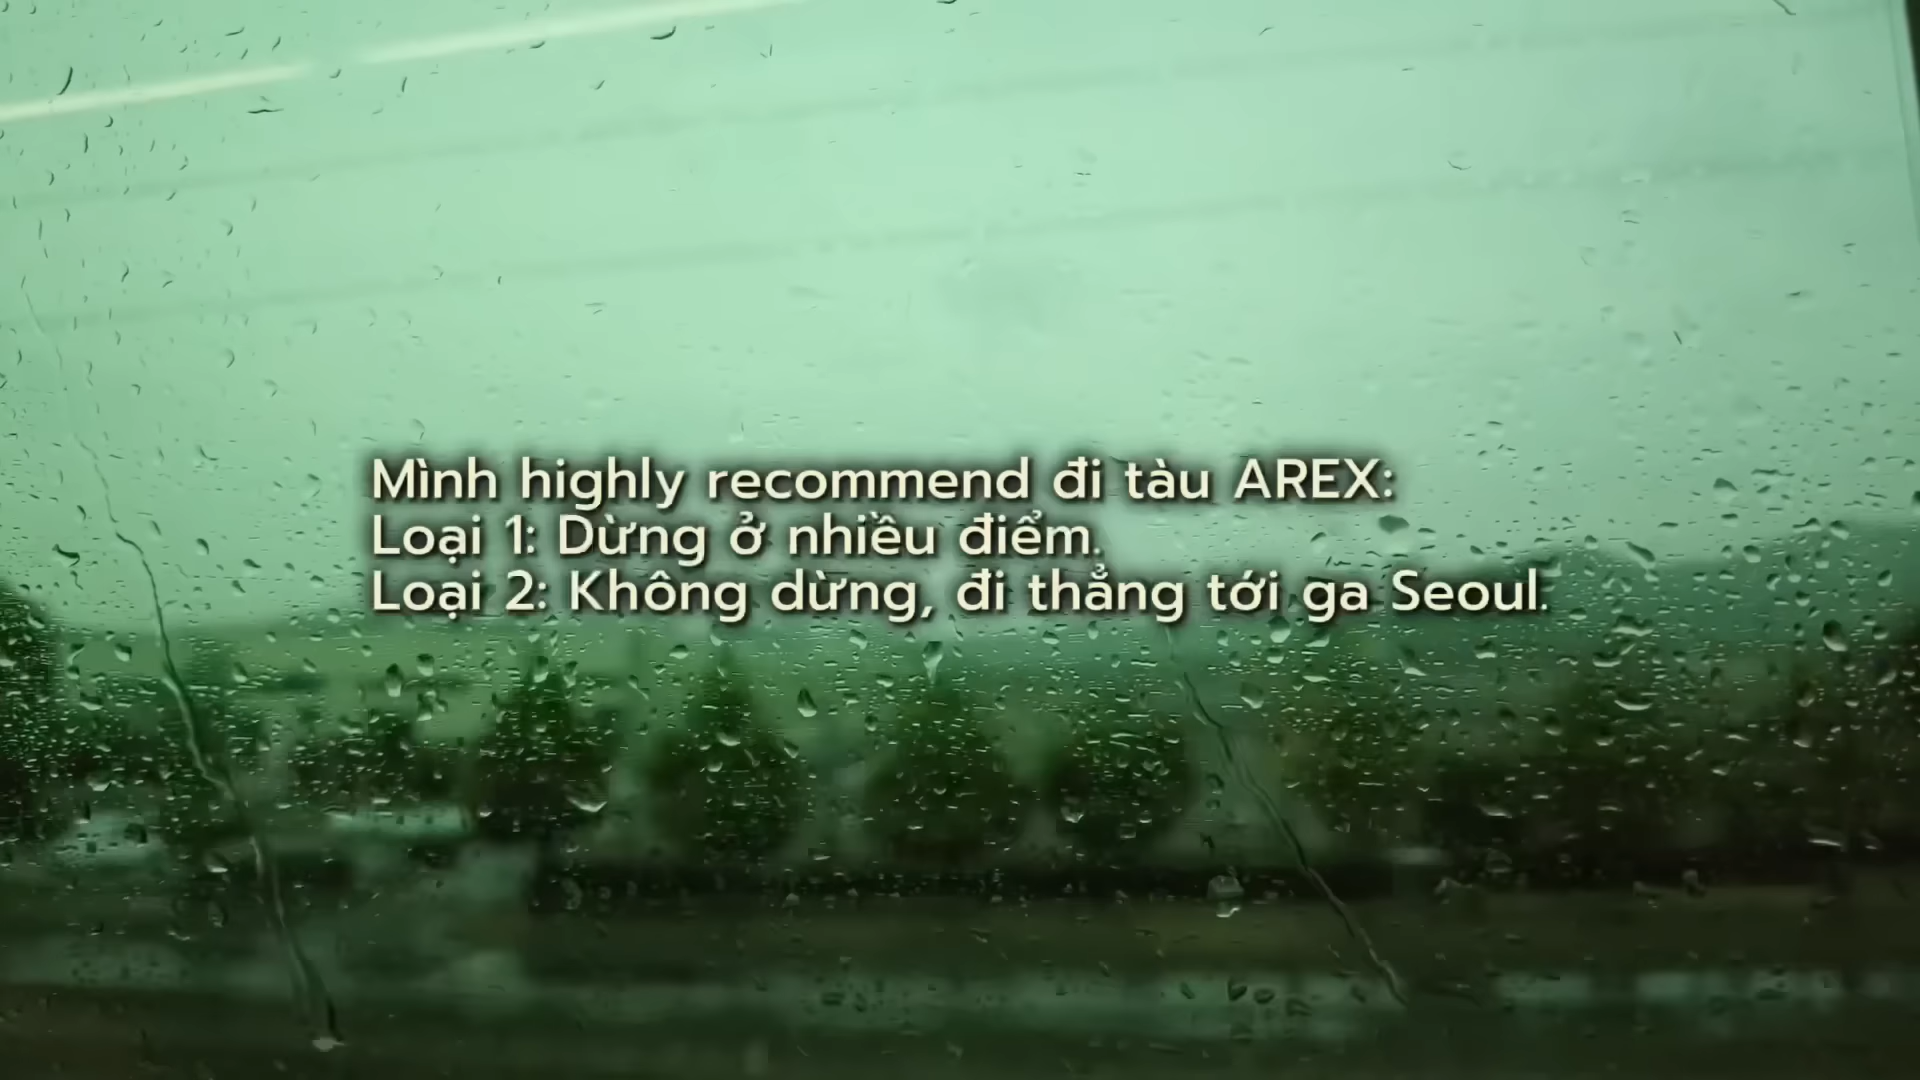 Mình highly recommend đi tàu AREX:
Loại 1: Dừng ở nhiều điểm.
Loại 2: Không dừng, đi thẳng tới ga Seoul.